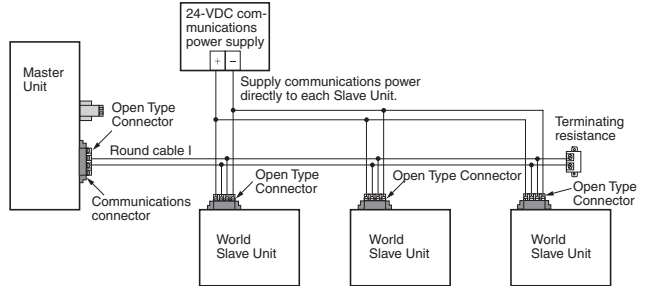 24-VDC com-
munications
power supply
+ −
Master
Unit
Supply communications power
directly to each Slave Unit.
Open Type
Connector
Terminating
resistance
Round cable I
Communications
connector
Open Type
Connector
Open Type Connector
Open Type
Connector
World
Slave Unit
World
Slave Unit
World
Slave Unit